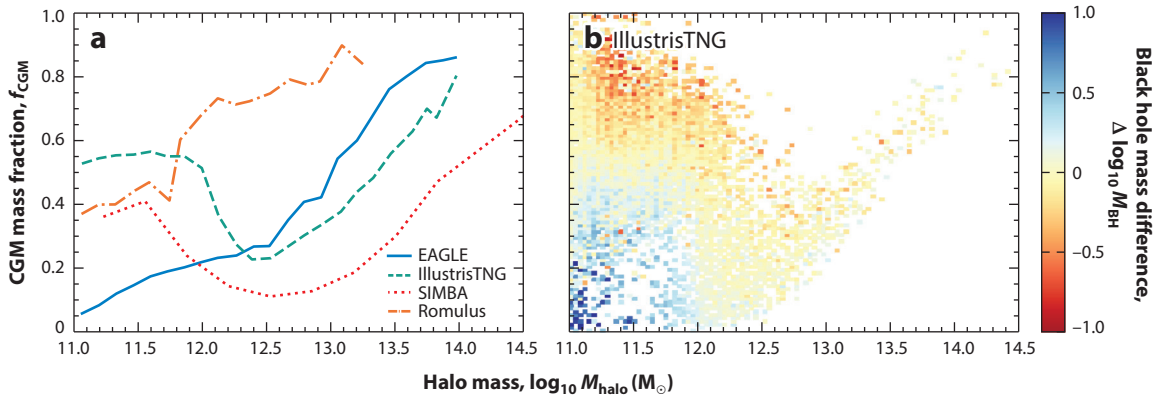 a
CGM mass fraction, f_CGM
1.0
0.8
0.6
0.4
0.2
0
EAGLE
IllustrisTNG
SIMBA
Romulus
11.0 11.5 12.0 12.5 13.0 13.5 14.0 14.5
b IllustrisTNG
11.0 11.5 12.0 12.5 13.0 13.5 14.0 14.5
Halo mass, log₁₀ M_halo (M☉)
1.0
0.5
0
−0.5
−1.0
Black hole mass difference,
Δ log₁₀ M_BH